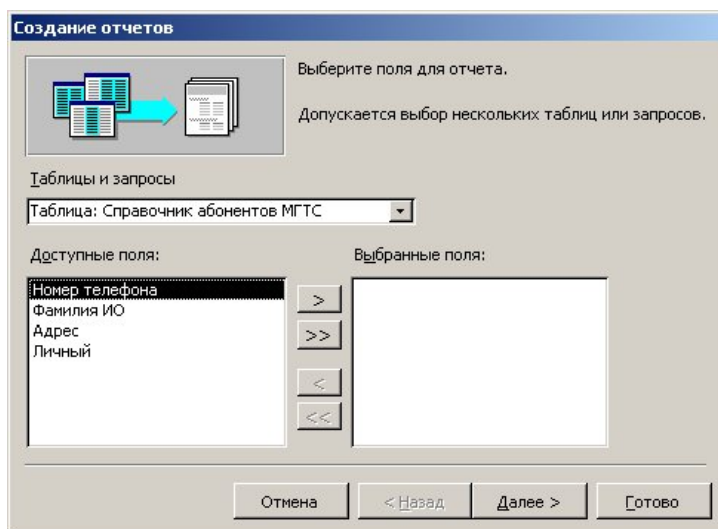 Создание отчетов
Выберите поля для отчета.
Допускается выбор нескольких таблиц или запросов.
Таблицы и запросы
Таблица: Справочник абонентов МГТС
Доступные поля:
Выбранные поля:
Номер телефона
Фамилия ИО
Адрес
Личный
>
>>
<
<<
Отмена
< Назад
Далее >
Готово